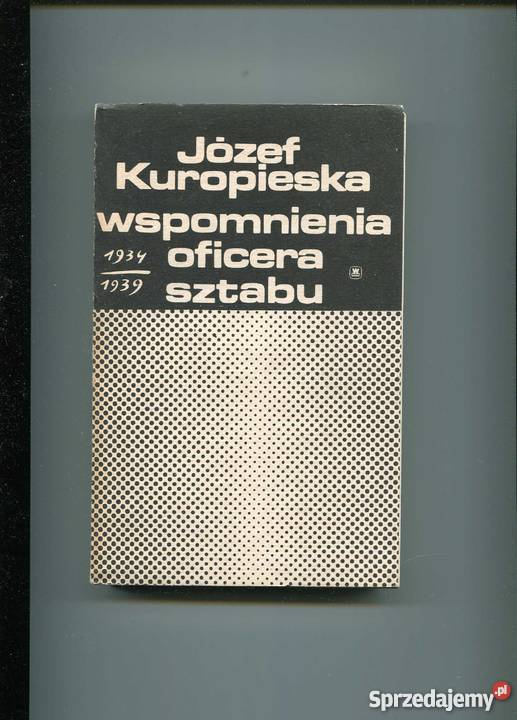 Józef
Kuropieska
wspomnienia
1934 oficera
1939 sztabu
Sprzedajemy.pl